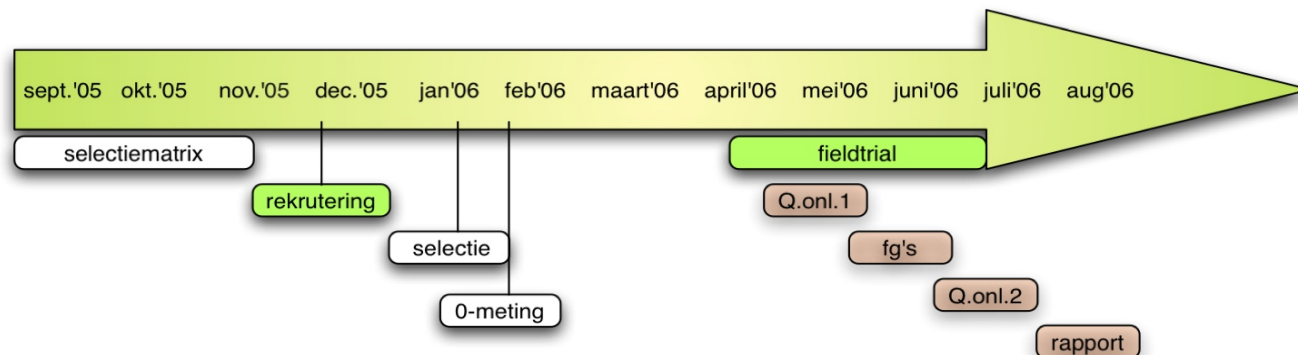 sept.'05 okt.'05 nov.'05 dec.'05 jan'06 feb'06 maart'06 april'06 mei'06 juni'06 juli'06 aug'06
selectiematrix fieldtrial
rekrutering Q.onl.1
selectie fg's
0-meting Q.onl.2
rapport